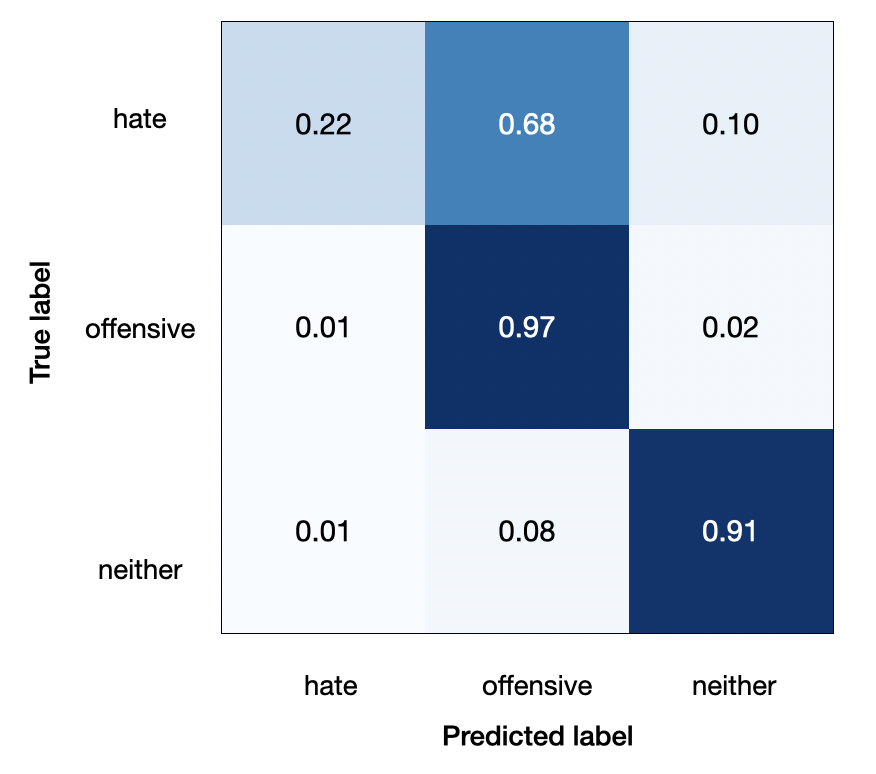 hate
0.22 0.68 0.10
True label
offensive
0.01 0.97 0.02
neither
0.01 0.08 0.91
hate offensive neither
Predicted label